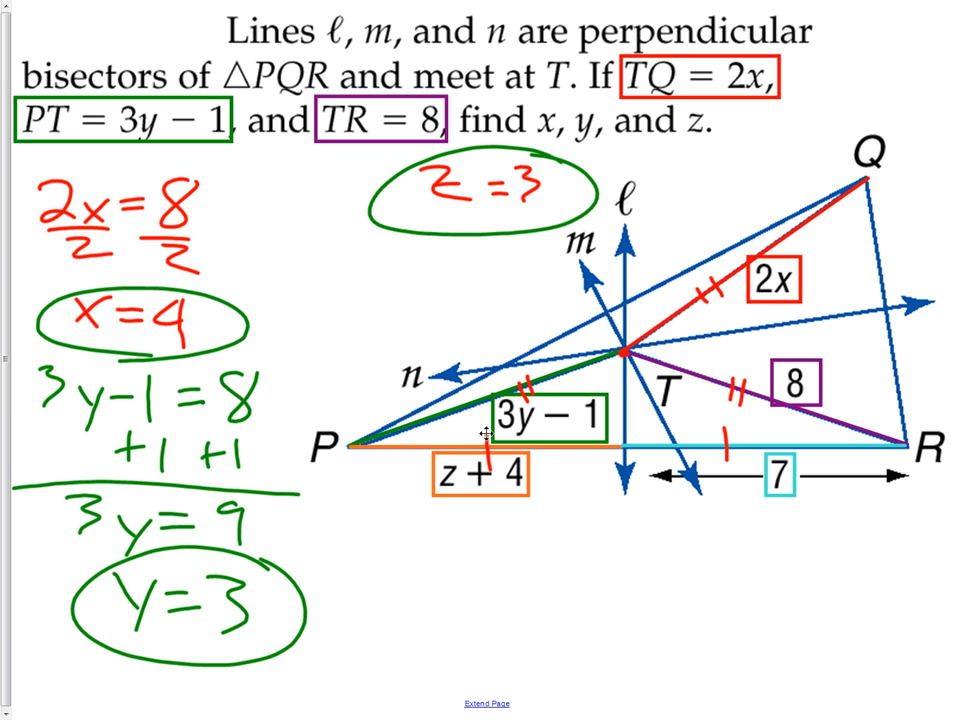 Lines ℓ, m, and n are perpendicular
bisectors of △PQR and meet at T. If TQ = 2x,
PT = 3y − 1, and TR = 8, find x, y, and z.
2x = 8
2 2
x = 4
3y - 1 = 8
+1 +1
3y = 9
y = 3
z = 3
Q
ℓ
m
2x
n
T
8
3y − 1
P
R
z + 4
7
Extend Page